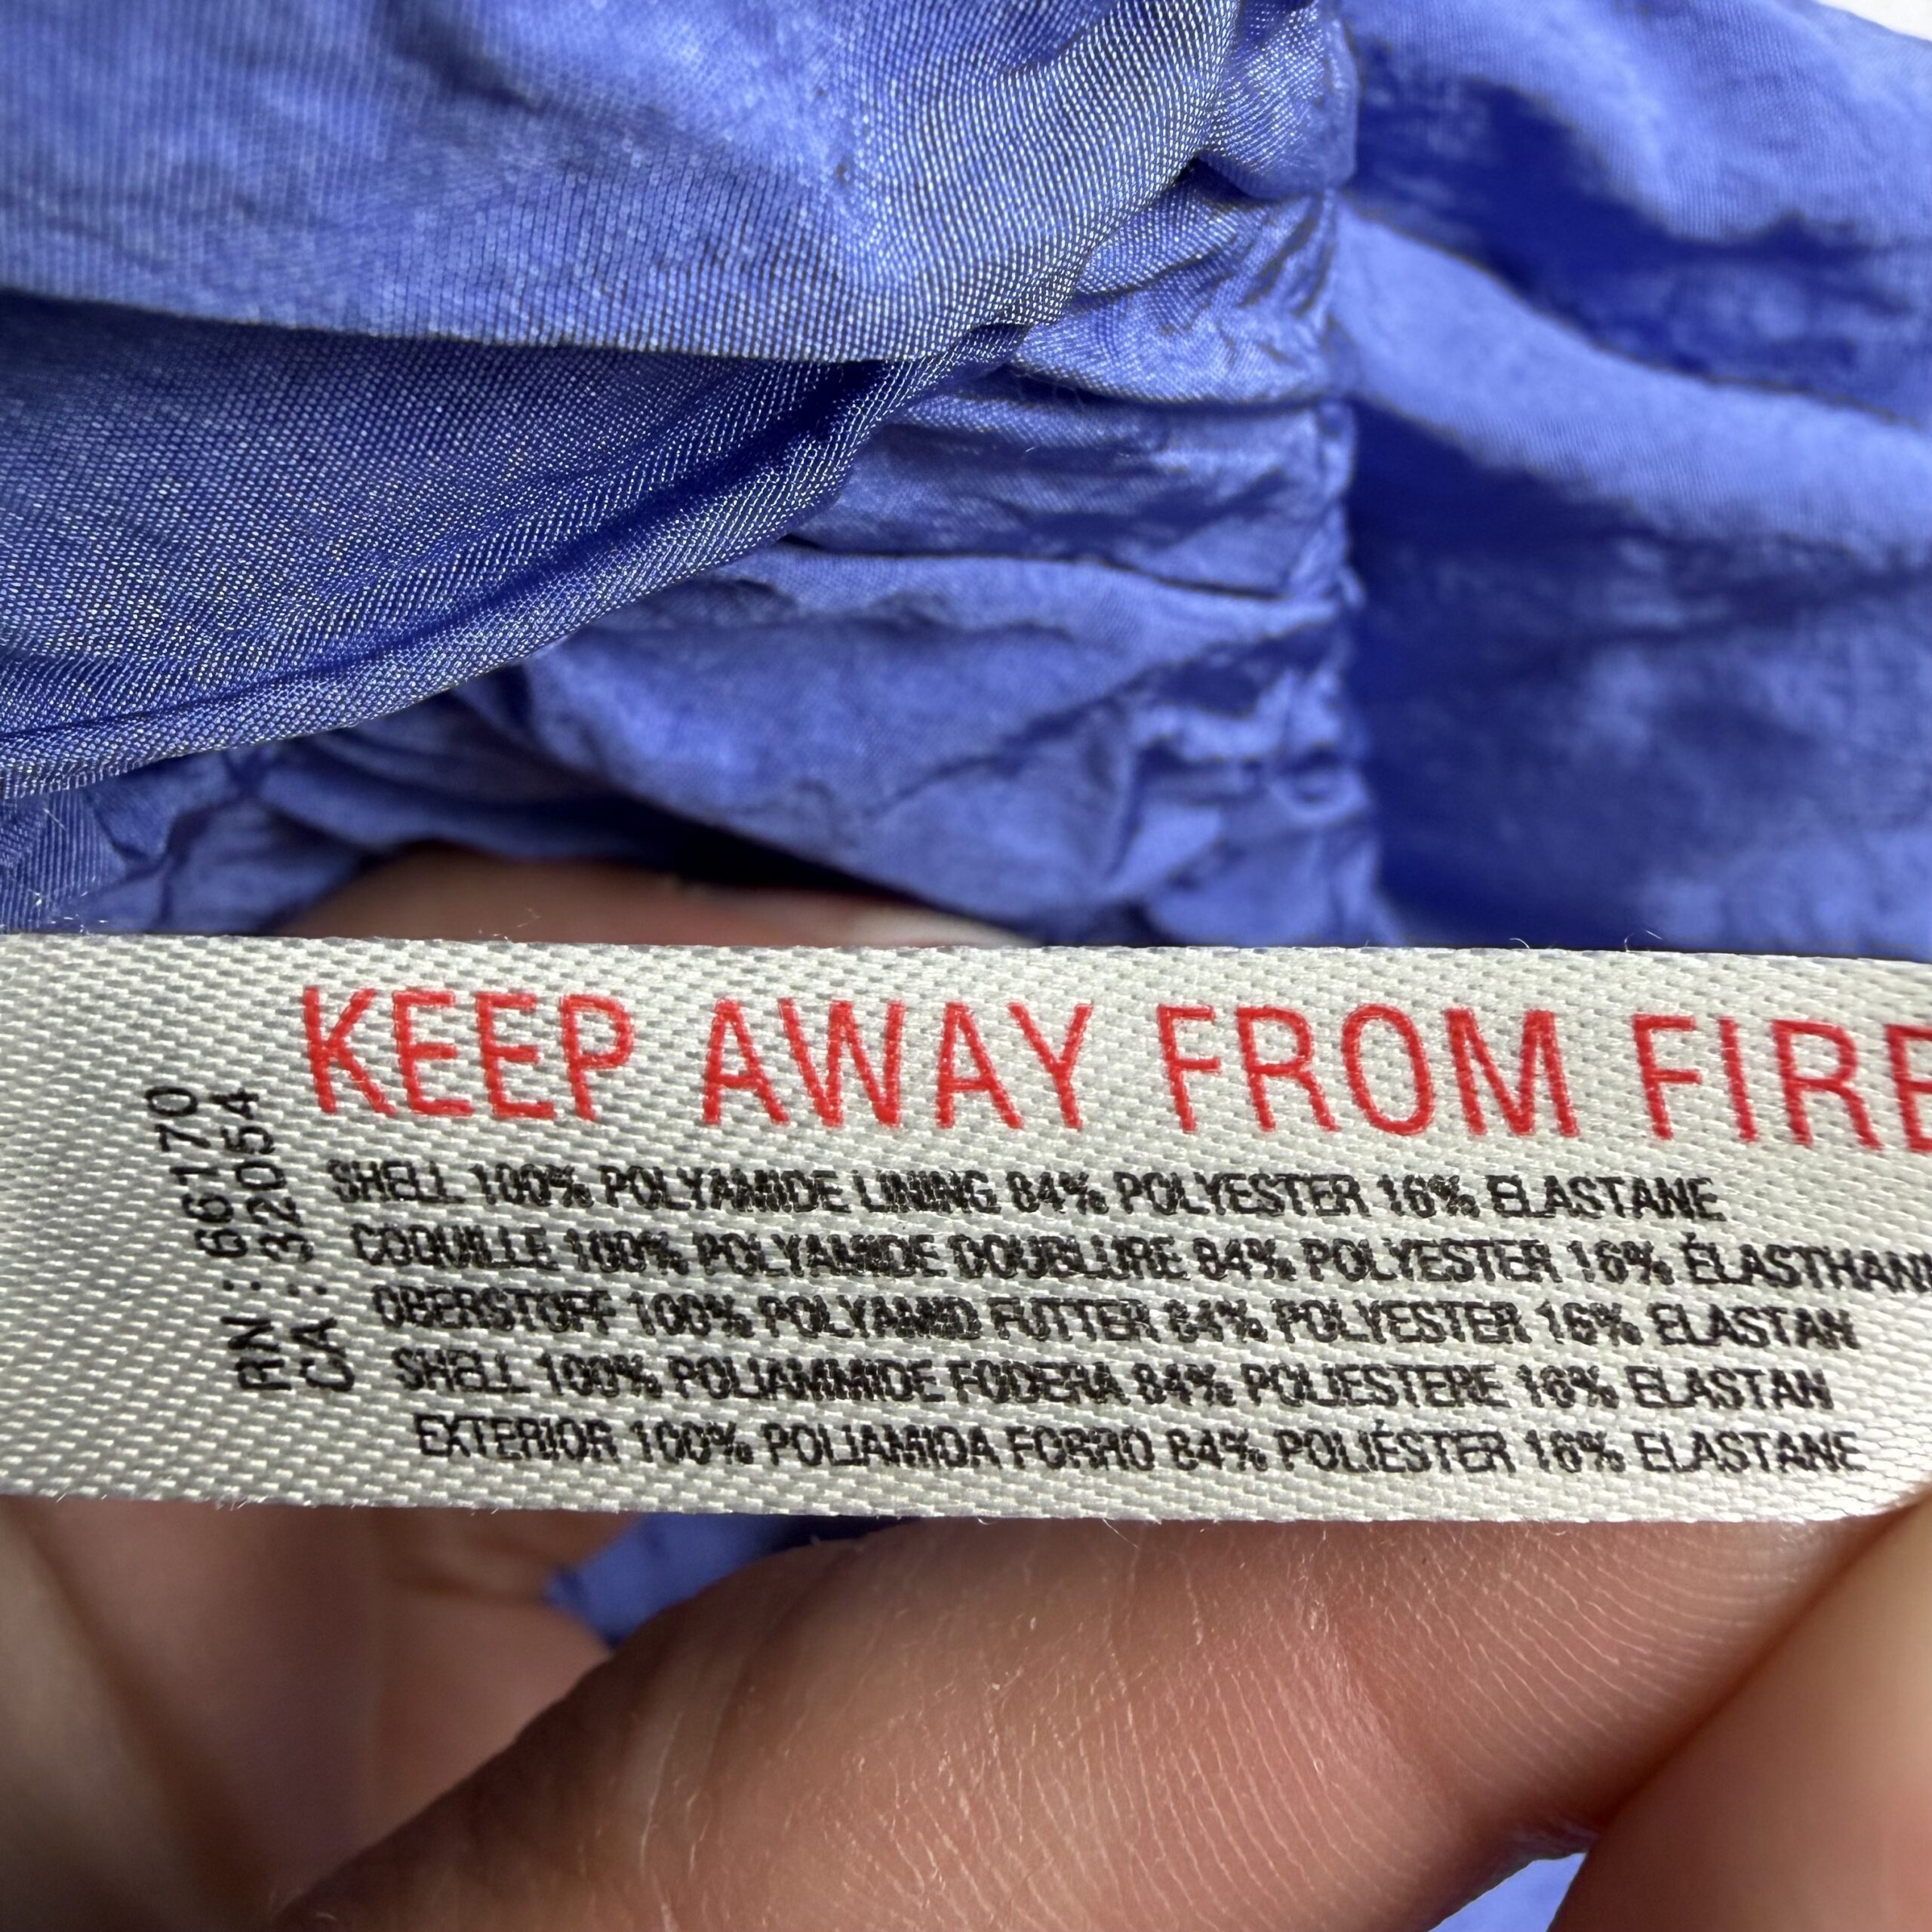 KEEP AWAY FROM FIRE
RN : 66170
CA : 32054
SHELL 100% POLYAMIDE LINING 84% POLYESTER 16% ELASTANE
COQUILLE 100% POLYAMIDE DOUBLURE 84% POLYESTER 16% ÉLASTHANN
OBERSTOFF 100% POLYAMID FUTTER 84% POLYESTER 16% ELASTAN
SHELL 100% POLIAMMIDE FODERA 84% POLIESTERE 16% ELASTAN
EXTERIOR 100% POLIAMIDA FORRO 84% POLIÉSTER 16% ELASTANE